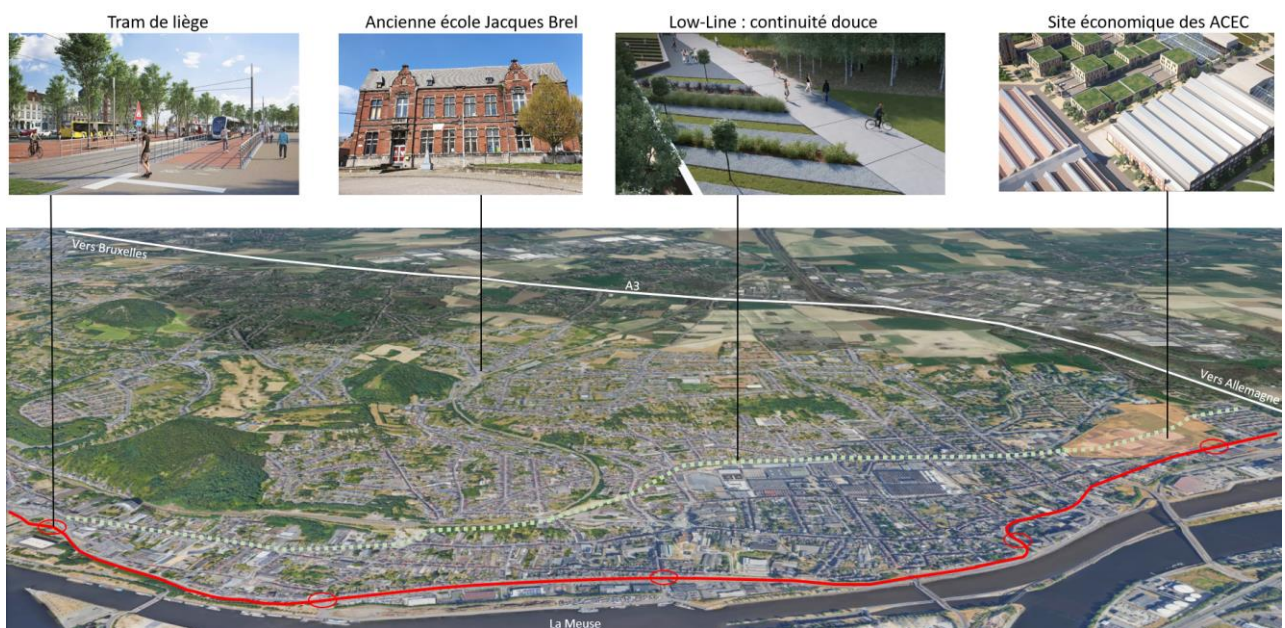 Tram de liège
Ancienne école Jacques Brel
Low-Line : continuité douce
Site économique des ACEC
Vers Bruxelles
A3
Vers Allemagne
La Meuse